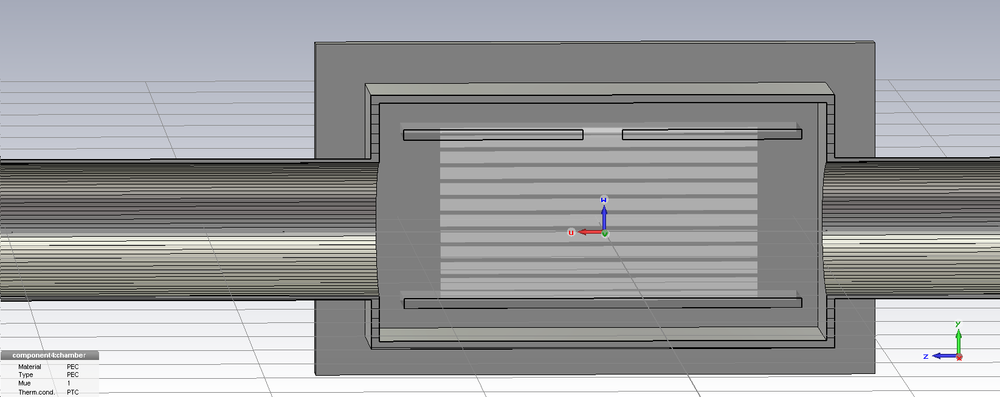 w
u
v
y
z
x
component4:chamber
Material PEC
Type PEC
Mue 1
Therm.cond. PTC